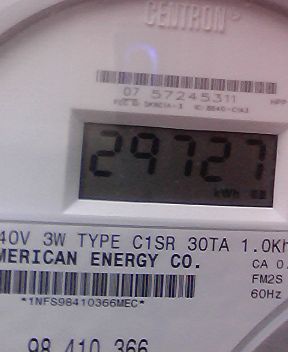 CENTRON®
07 57245311
29727
kWh
40V 3W TYPE C1SR 30TA 1.0Kh
MERICAN ENERGY CO.
CA 0.
FM2S
60Hz
*1NFS98410366MEC*
98 410 366